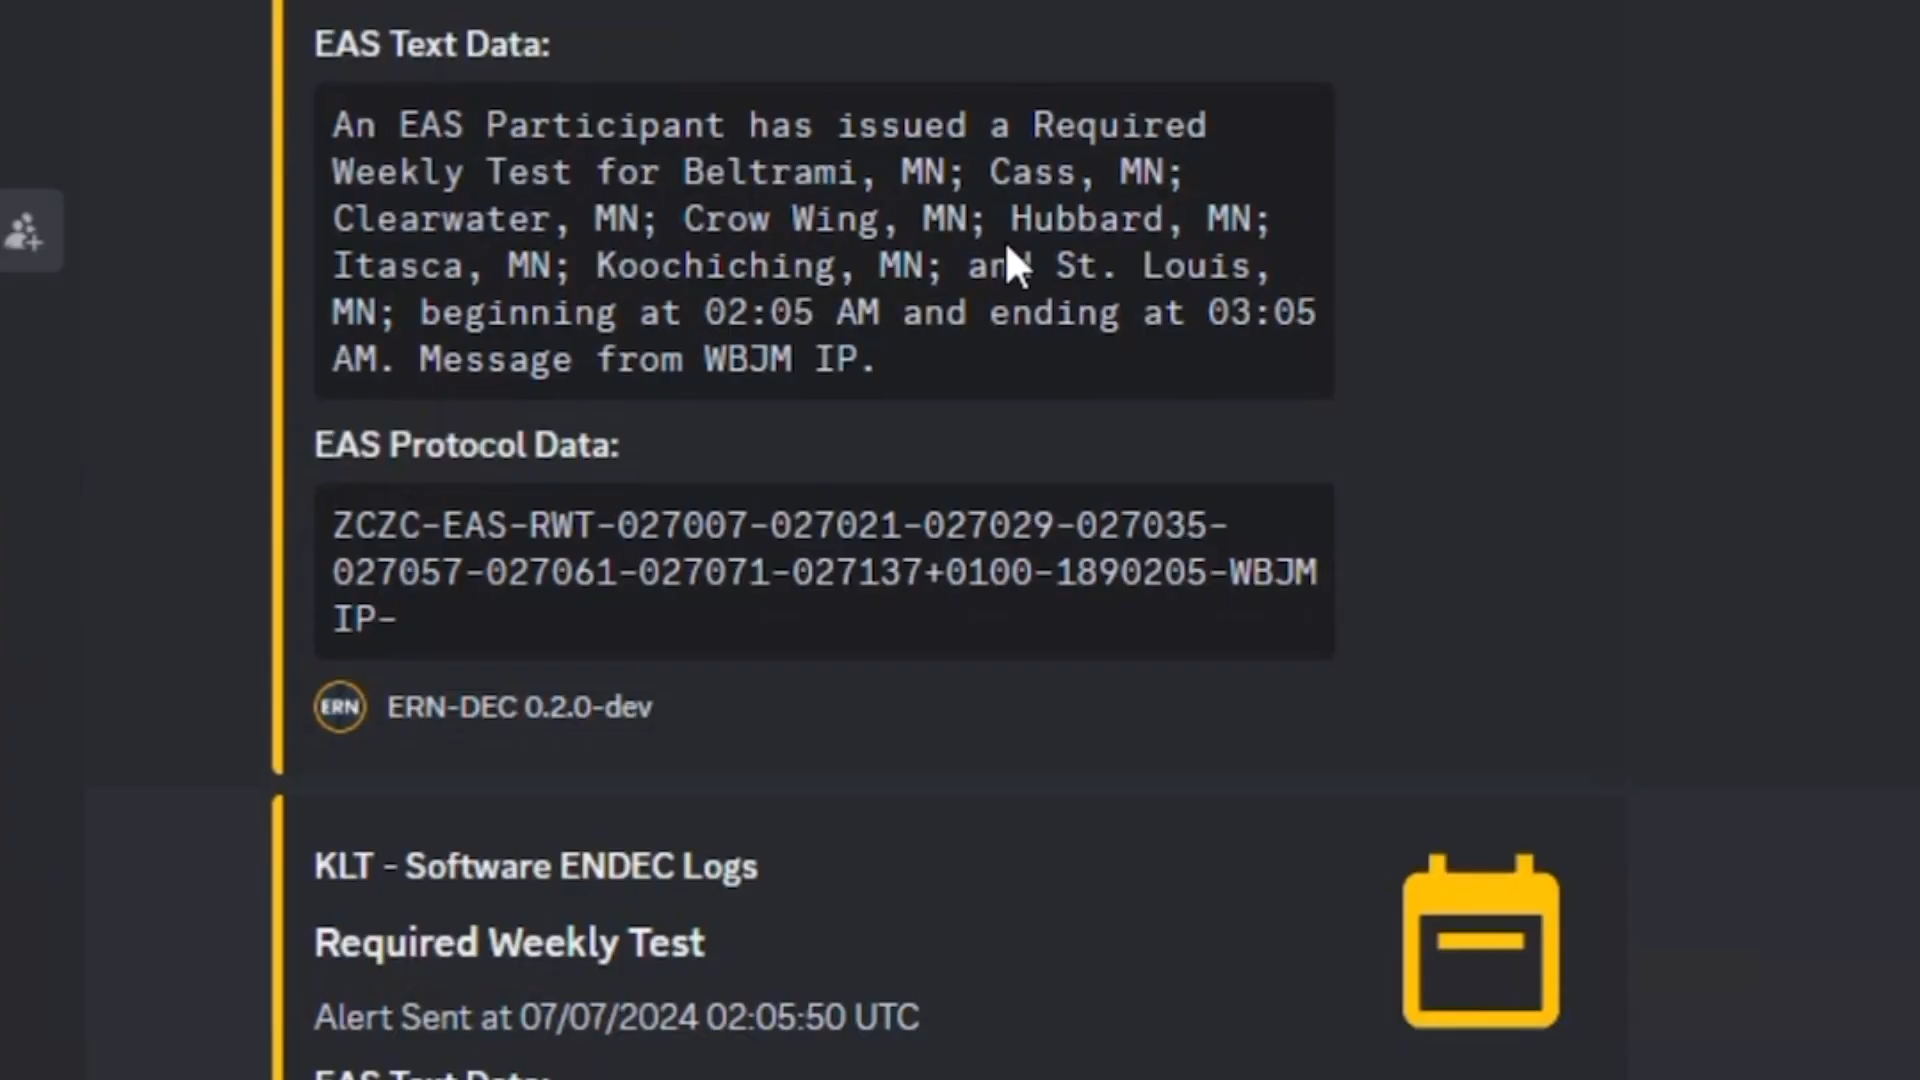 EAS Text Data:
An EAS Participant has issued a Required
Weekly Test for Beltrami, MN; Cass, MN;
Clearwater, MN; Crow Wing, MN; Hubbard, MN;
Itasca, MN; Koochiching, MN; and St. Louis,
MN; beginning at 02:05 AM and ending at 03:05
AM. Message from WBJM IP.
EAS Protocol Data:
ZCZC-EAS-RWT-027007-027021-027029-027035-
027057-027061-027071-027137+0100-1890205-WBJM
IP-
ERN ERN-DEC 0.2.0-dev
KLT - Software ENDEC Logs
Required Weekly Test
Alert Sent at 07/07/2024 02:05:50 UTC
EAS Text Data: